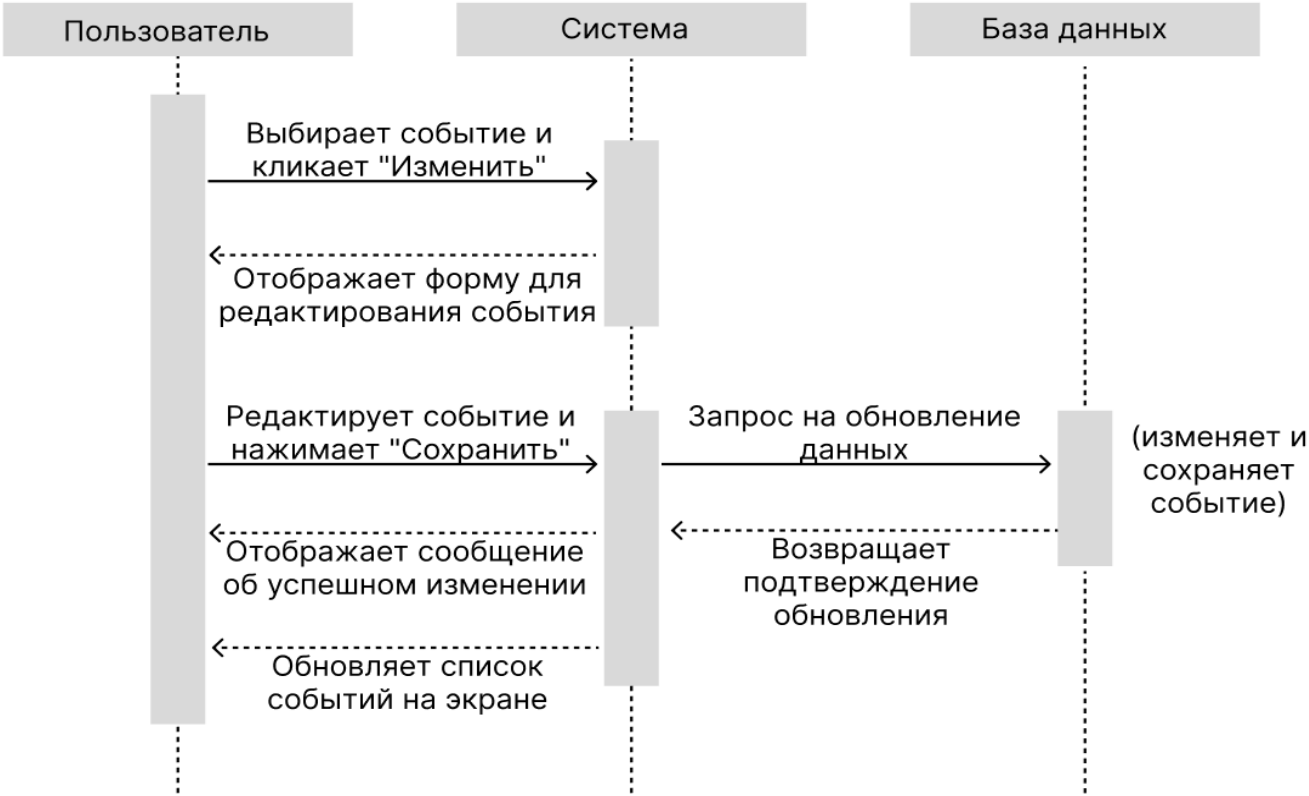 Пользователь
Система
База данных
Выбирает событие и
кликает "Изменить"
Отображает форму для
редактирования события
Редактирует событие и
нажимает "Сохранить"
Запрос на обновление
данных
(изменяет и
сохраняет
событие)
Отображает сообщение
об успешном изменении
Возвращает
подтверждение
обновления
Обновляет список
событий на экране